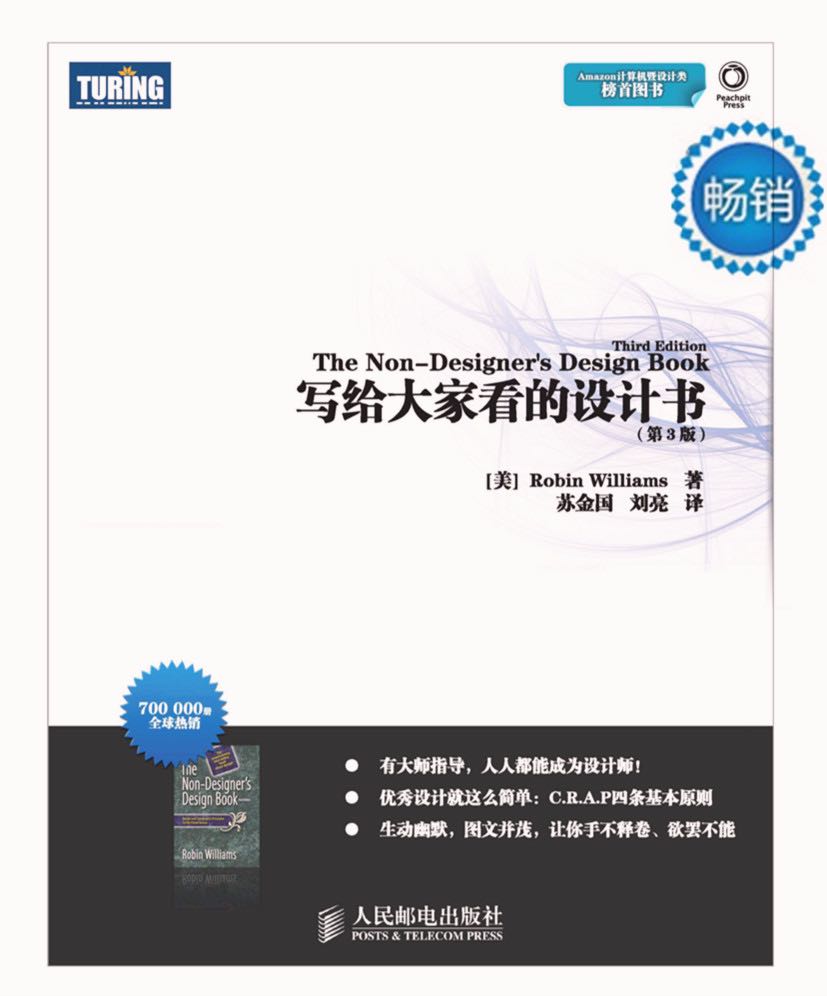 TURING
Amazon计算机暨设计类
榜首图书
Peachpit
Press
畅销
Third Edition
The Non-Designer's Design Book
写给大家看的设计书
(第3版)
[美] Robin Williams 著
苏金国 刘亮 译
700 000册
全球热销
The
Non-Designer's
Design Book
Robin Williams
有大师指导，人人都能成为设计师！
优秀设计就这么简单：C.R.A.P四条基本原则
生动幽默，图文并茂，让你手不释卷、欲罢不能
人民邮电出版社
POSTS & TELECOM PRESS